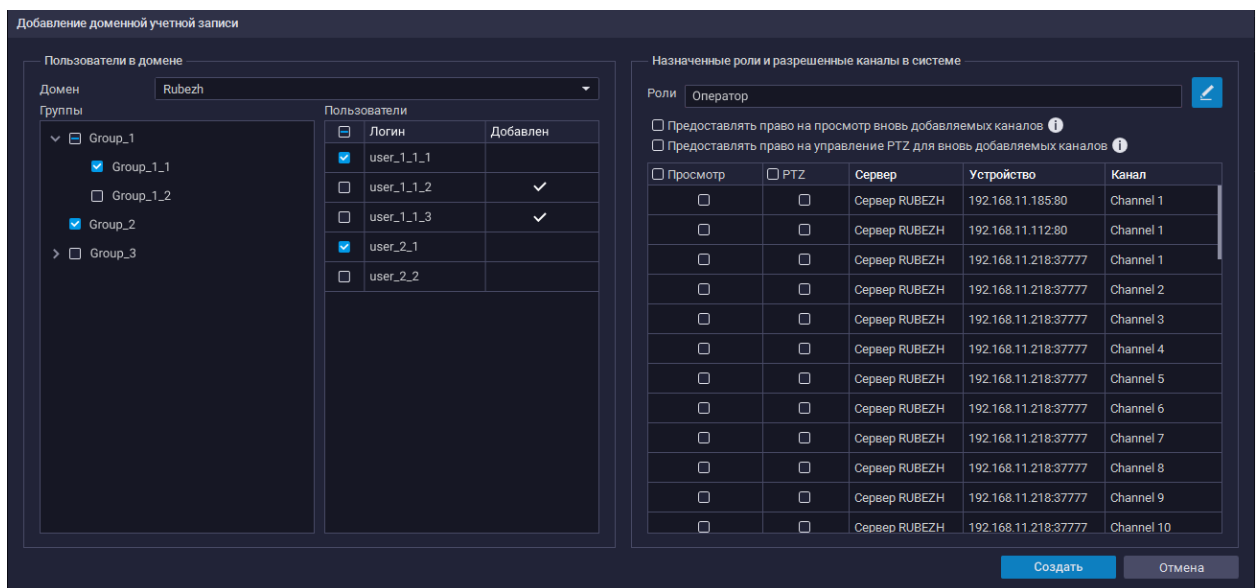 Добавление доменной учетной записи
Пользователи в домене
Домен Rubezh
Группы
Group_1
Group_1_1
Group_1_2
Group_2
Group_3
Пользователи
Логин Добавлен
user_1_1_1
user_1_1_2
user_1_1_3
user_2_1
user_2_2
Назначенные роли и разрешенные каналы в системе
Роли Оператор
Предоставлять право на просмотр вновь добавляемых каналов
Предоставлять право на управление PTZ для вновь добавляемых каналов
Просмотр PTZ Сервер Устройство Канал
Сервер RUBEZH 192.168.11.185:80 Channel 1
Сервер RUBEZH 192.168.11.112:80 Channel 1
Сервер RUBEZH 192.168.11.218:37777 Channel 1
Сервер RUBEZH 192.168.11.218:37777 Channel 2
Сервер RUBEZH 192.168.11.218:37777 Channel 3
Сервер RUBEZH 192.168.11.218:37777 Channel 4
Сервер RUBEZH 192.168.11.218:37777 Channel 5
Сервер RUBEZH 192.168.11.218:37777 Channel 6
Сервер RUBEZH 192.168.11.218:37777 Channel 7
Сервер RUBEZH 192.168.11.218:37777 Channel 8
Сервер RUBEZH 192.168.11.218:37777 Channel 9
Сервер RUBEZH 192.168.11.218:37777 Channel 10
Создать Отмена